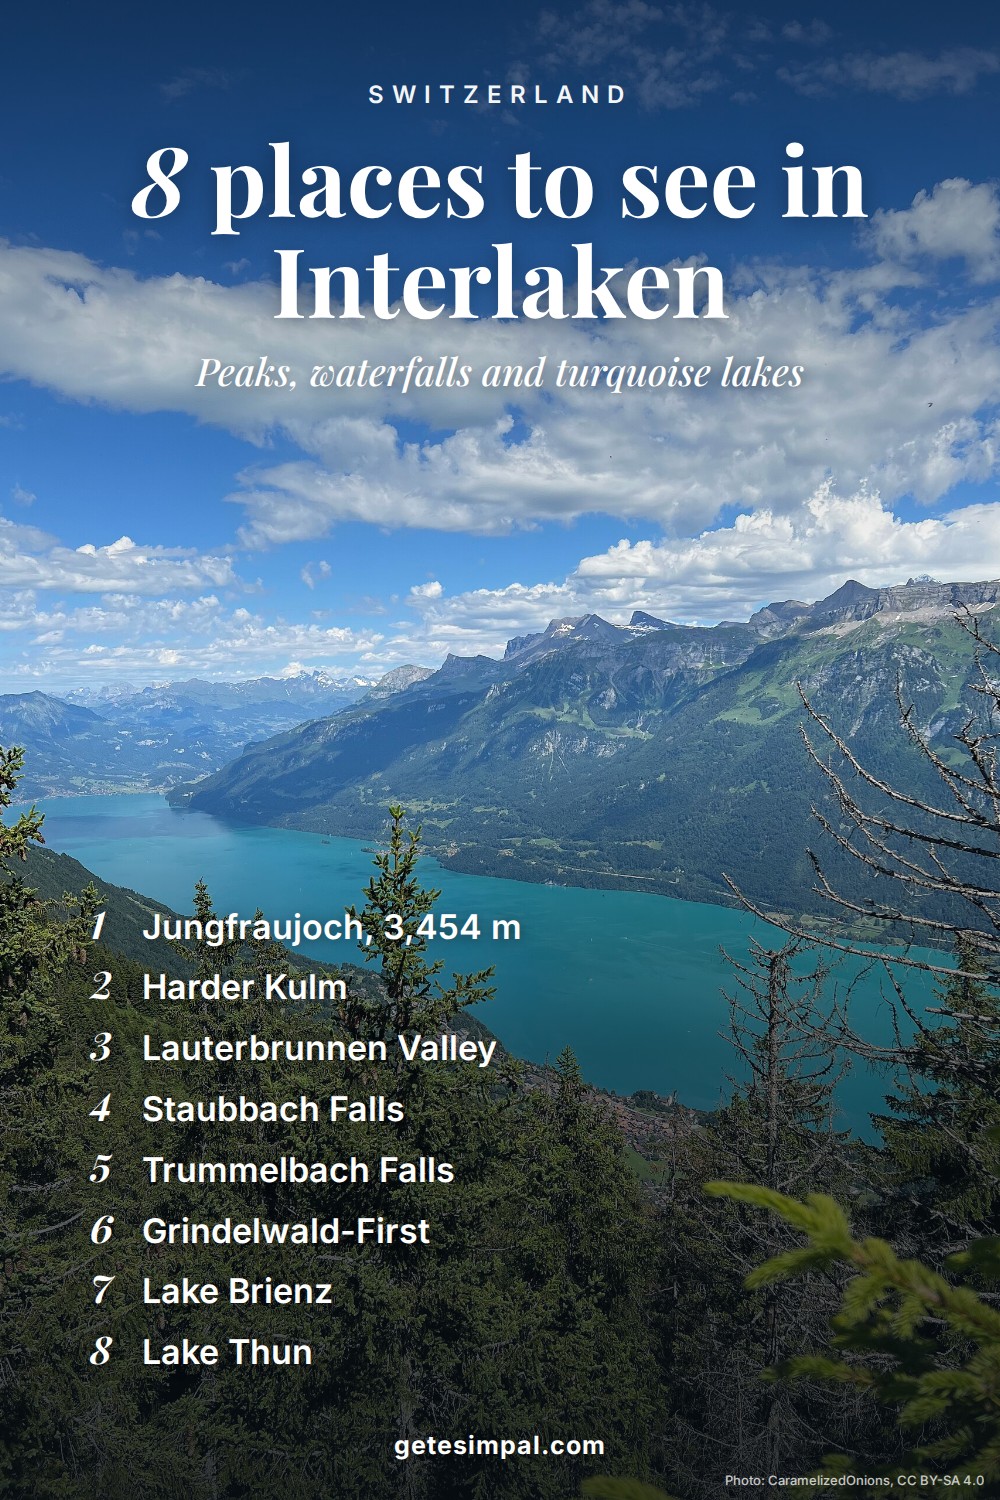 SWITZERLAND
8 places to see in
Interlaken
Peaks, waterfalls and turquoise lakes
1 Jungfraujoch, 3,454 m
2 Harder Kulm
3 Lauterbrunnen Valley
4 Staubbach Falls
5 Trummelbach Falls
6 Grindelwald-First
7 Lake Brienz
8 Lake Thun
getesimpal.com
Photo: CaramelizedOnions, CC BY-SA 4.0